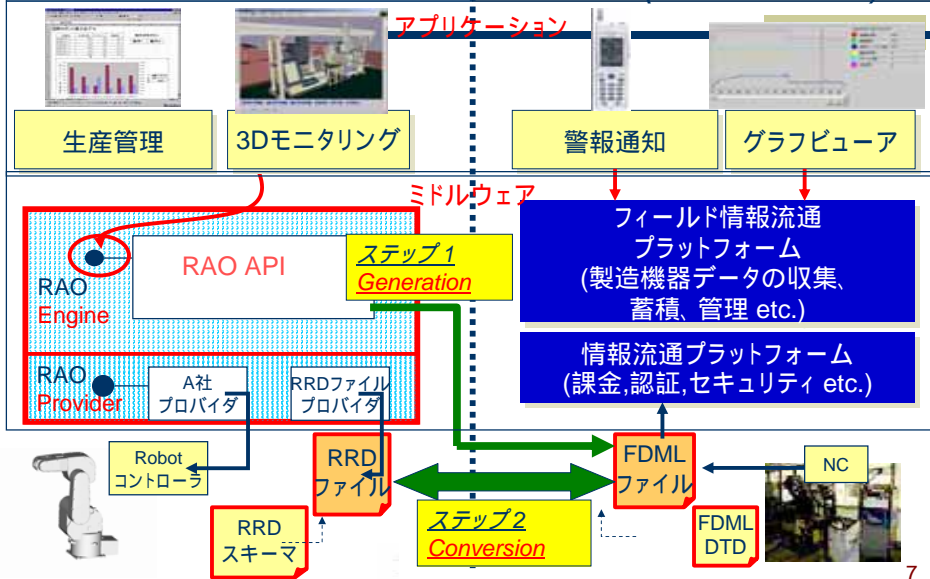 アプリケーション
生産管理
3Dモニタリング
警報通知
グラフビューア
ミドルウェア
RAO API
RAO
Engine
ステップ1
Generation
フィールド情報流通
プラットフォーム
(製造機器データの収集、
蓄積、管理 etc.)
RAO
Provider
A社
プロバイダ
RRDファイル
プロバイダ
情報流通プラットフォーム
(課金,認証,セキュリティ etc.)
Robot
コントローラ
RRD
ファイル
FDML
ファイル
NC
RRD
スキーマ
ステップ2
Conversion
FDML
DTD
7